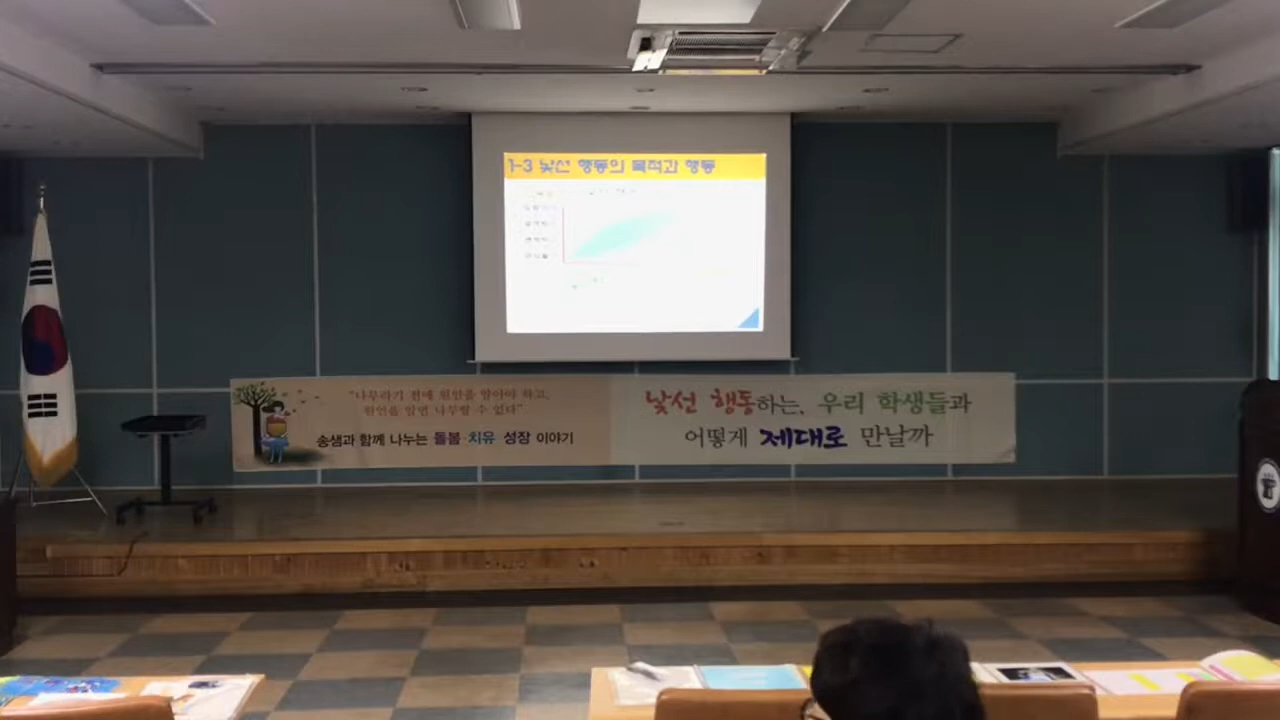 1-3 낯선 행동의 목적과 행동
"나무라기 전에 원인을 알아야 하고,
원인을 알면 나무랄 수 없다"
송샘과 함께 나누는 돌봄·치유 성장 이야기
낯선 행동하는, 우리 학생들과
어떻게 제대로 만날까